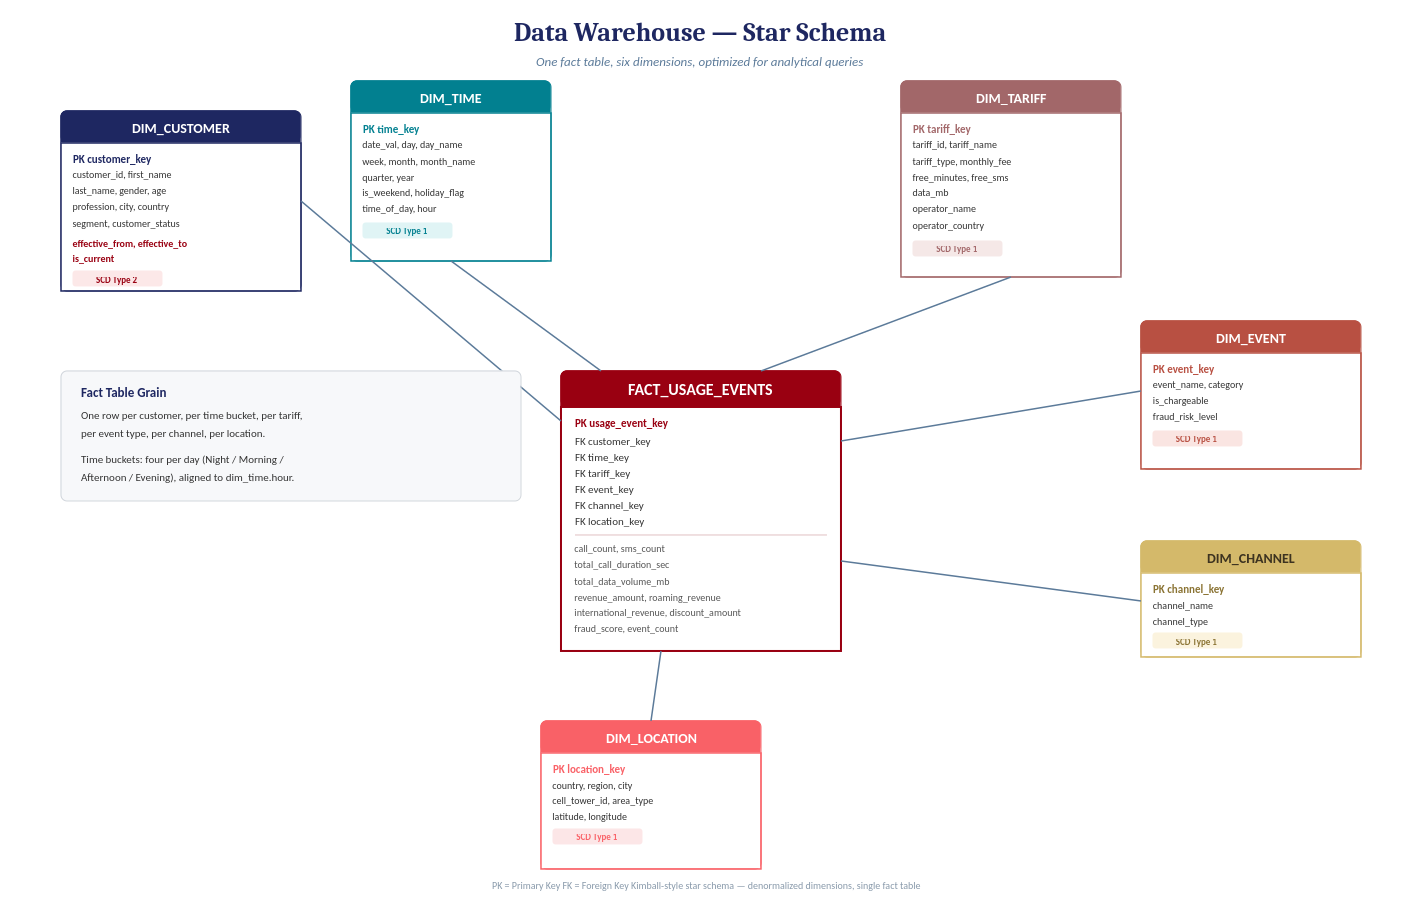 Data Warehouse — Star Schema
One fact table, six dimensions, optimized for analytical queries
DIM_CUSTOMER
PK customer_key
customer_id, first_name
last_name, gender, age
profession, city, country
segment, customer_status
effective_from, effective_to
is_current
SCD Type 2
DIM_TIME
PK time_key
date_val, day, day_name
week, month, month_name
quarter, year
is_weekend, holiday_flag
time_of_day, hour
SCD Type 1
DIM_TARIFF
PK tariff_key
tariff_id, tariff_name
tariff_type, monthly_fee
free_minutes, free_sms
data_mb
operator_name
operator_country
SCD Type 1
Fact Table Grain
One row per customer, per time bucket, per tariff,
per event type, per channel, per location.
Time buckets: four per day (Night / Morning /
Afternoon / Evening), aligned to dim_time.hour.
FACT_USAGE_EVENTS
PK usage_event_key
FK customer_key
FK time_key
FK tariff_key
FK event_key
FK channel_key
FK location_key
call_count, sms_count
total_call_duration_sec
total_data_volume_mb
revenue_amount, roaming_revenue
international_revenue, discount_amount
fraud_score, event_count
DIM_EVENT
PK event_key
event_name, category
is_chargeable
fraud_risk_level
SCD Type 1
DIM_CHANNEL
PK channel_key
channel_name
channel_type
SCD Type 1
DIM_LOCATION
PK location_key
country, region, city
cell_tower_id, area_type
latitude, longitude
SCD Type 1
PK = Primary Key FK = Foreign Key Kimball-style star schema — denormalized dimensions, single fact table